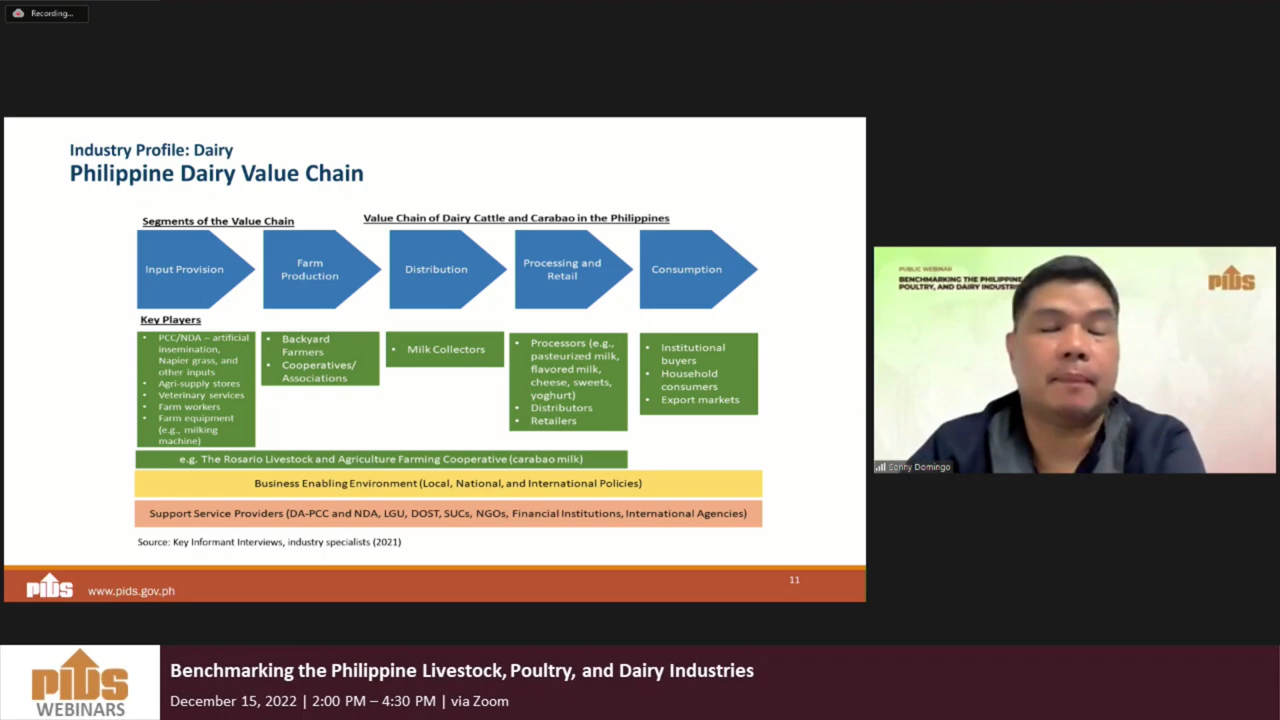 Recording...
Industry Profile: Dairy
Philippine Dairy Value Chain
Segments of the Value Chain
Value Chain of Dairy Cattle and Carabao in the Philippines
Input Provision
Farm
Production
Distribution
Processing and
Retail
Consumption
Key Players
• PCC/NDA – artificial
insemination,
Napier grass, and
other inputs
• Agri-supply stores
• Veterinary services
• Farm workers
• Farm equipment
(e.g., milking
machine)
• Backyard
Farmers
• Cooperatives/
Associations
• Milk Collectors
• Processors (e.g.,
pasteurized milk,
flavored milk,
cheese, sweets,
yoghurt)
• Distributors
• Retailers
• Institutional
buyers
• Household
consumers
• Export markets
e.g. The Rosario Livestock and Agriculture Farming Cooperative (carabao milk)
Business Enabling Environment (Local, National, and International Policies)
Support Service Providers (DA-PCC and NDA, LGU, DOST, SUCs, NGOs, Financial Institutions, International Agencies)
Source: Key Informant Interviews, industry specialists (2021)
11
PIDS
www.pids.gov.ph
PUBLIC WEBINAR
BENCHMARKING THE PHILIPPINE
POULTRY, AND DAIRY
PIDS
Sonny Domingo
PIDS
WEBINARS
Benchmarking the Philippine Livestock, Poultry, and Dairy Industries
December 15, 2022 | 2:00 PM – 4:30 PM | via Zoom